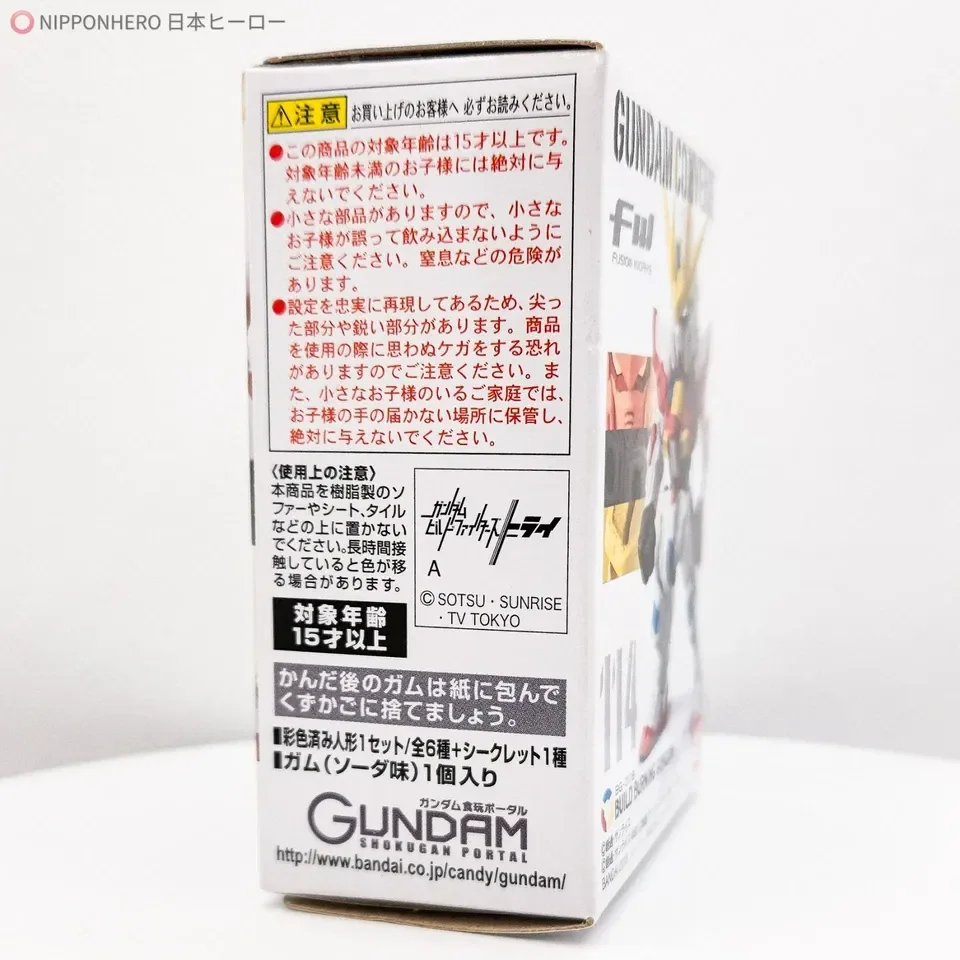 NIPPONHERO 日本ヒーロー
注意 お買い上げのお客様へ 必ずお読みください。
●この商品の対象年齢は15才以上です。
対象年齢未満のお子様には絶対に与
えないでください。
●小さな部品がありますので、小さな
お子様が誤って飲み込まないように
ご注意ください。窒息などの危険が
あります。
●設定を忠実に再現してあるため、尖っ
た部分や鋭い部分があります。商品
を使用の際に思わぬケガをする恐れ
がありますのでご注意ください。ま
た、小さなお子様のいるご家庭では、
お子様の手の届かない場所に保管し、
絶対に与えないでください。
〈使用上の注意〉
本商品を樹脂製のソ
ファーやシート、タイル
などの上に置かない
でください。長時間接
触していると色が移
る場合があります。
対象年齢
15才以上
ガンダム
ビルドファイターズトライ
A
©SOTSU・SUNRISE
・TV TOKYO
かんだ後のガムは紙に包んで
くずかごに捨てましょう。
■彩色済み人形1セット/全6種+シークレット1種
■ガム(ソーダ味)1個入り
ガンダム食玩ポータル
GUNDAM
SHOKUGAN PORTAL
http://www.bandai.co.jp/candy/gundam/
GUNDAM
FW
FUSION WORKS
114
BUILD BURNING GUNDAM